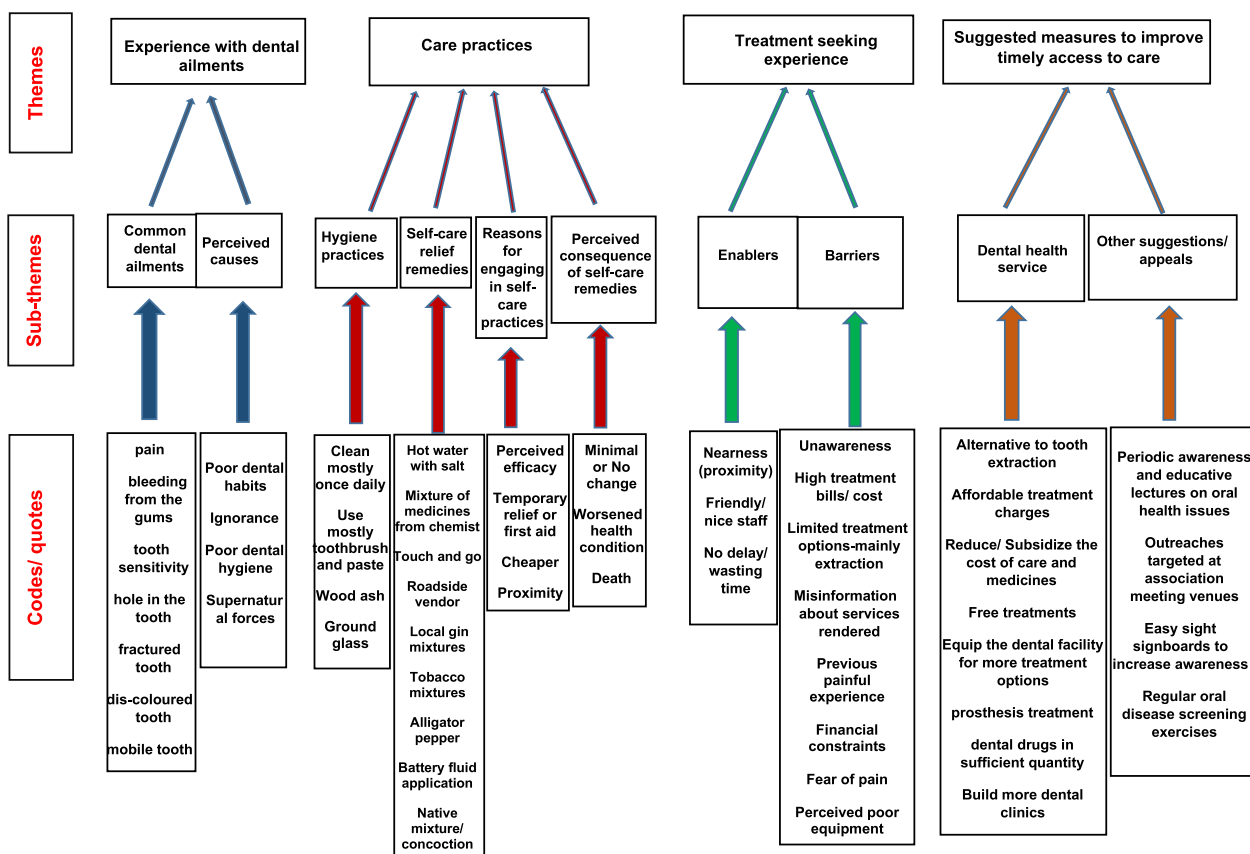 Themes
Experience with dental
ailments
Care practices
Treatment seeking
experience
Suggested measures to improve
timely access to care
Sub-themes
Common
dental
ailments
Perceived
causes
Hygiene
practices
Self-care
relief
remedies
Reasons
for
engaging
in self-
care
practices
Perceived
consequence
of self-care
remedies
Enablers
Barriers
Dental health
service
Other suggestions/
appeals
Codes/ quotes
pain
bleeding
from the
gums
tooth
sensitivity
hole in the
tooth
fractured
tooth
dis-coloured
tooth
mobile tooth
Poor dental
habits
Ignorance
Poor dental
hygiene
Supernatur
al forces
Clean
mostly
once daily
Use
mostly
toothbrush
and paste
Wood ash
Ground
glass
Hot water
with salt
Mixture of
medicines
from chemist
Touch and go
Roadside
vendor
Local gin
mixtures
Tobacco
mixtures
Alligator
pepper
Battery fluid
application
Native
mixture/
concoction
Perceived
efficacy
Temporary
relief or
first aid
Cheaper
Proximity
Minimal
or No
change
Worsened
health
condition
Death
Nearness
(proximity)
Friendly/
nice staff
No delay/
wasting
time
Unawareness
High treatment
bills/ cost
Limited treatment
options-mainly
extraction
Misinformation
about services
rendered
Previous
painful
experience
Financial
constraints
Fear of pain
Perceived poor
equipment
Alternative to tooth
extraction
Affordable treatment
charges
Reduce/ Subsidize the
cost of care and
medicines
Free treatments
Equip the dental facility
for more treatment
options
prosthesis treatment
dental drugs in
sufficient quantity
Build more dental
clinics
Periodic awareness
and educative
lectures on oral
health issues
Outreaches
targeted at
association
meeting venues
Easy sight
signboards to
increase awareness
Regular oral
disease screening
exercises